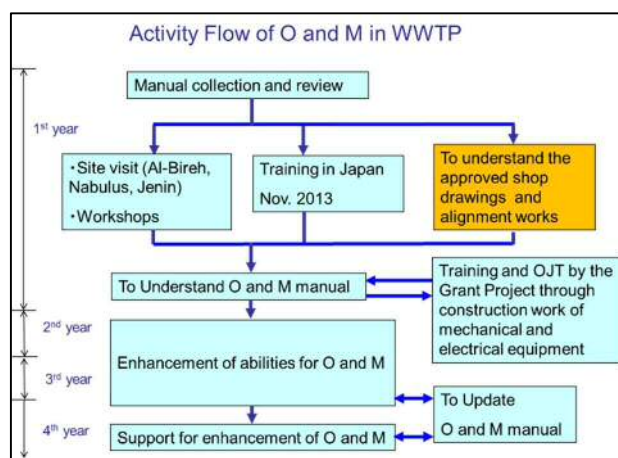 Activity Flow of O and M in WWTP
Manual collection and review
1st year
・Site visit (Al-Bireh,
Nabulus, Jenin)
・Workshops
Training in Japan
Nov. 2013
To understand the
approved shop
drawings and
alignment works
To Understand O and M manual
Training and OJT by the
Grant Project through
construction work of
mechanical and
electrical equipment
2nd year
Enhancement of abilities for O and M
3rd year
To Update
O and M manual
4th year
Support for enhancement of O and M